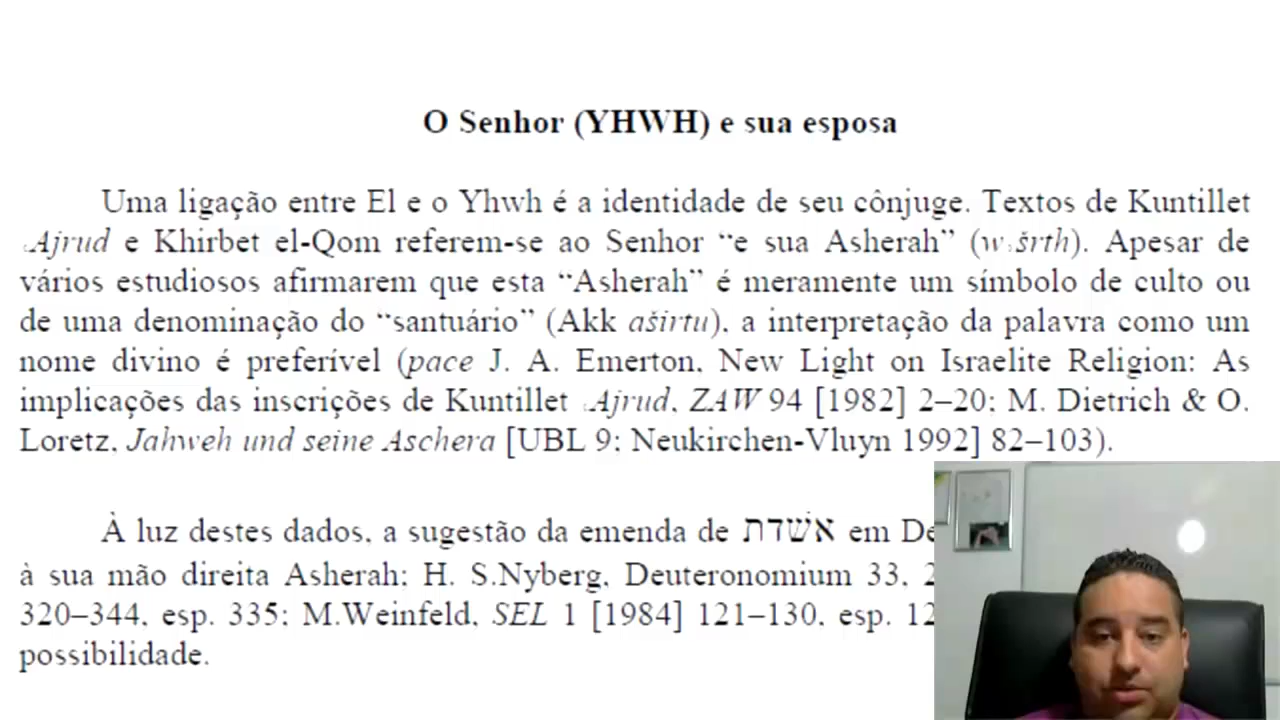 O Senhor (YHWH) e sua esposa
Uma ligação entre El e o Yhwh é a identidade de seu cônjuge. Textos de Kuntillet
Ajrud e Khirbet el-Qom referem-se ao Senhor “e sua Asherah” (w.šrth). Apesar de
vários estudiosos afirmarem que esta “Asherah” é meramente um símbolo de culto ou
de uma denominação do “santuário” (Akk aširtu), a interpretação da palavra como um
nome divino é preferível (pace J. A. Emerton, New Light on Israelite Religion: As
implicações das inscrições de Kuntillet Ajrud, ZAW 94 [1982] 2–20; M. Dietrich & O.
Loretz, Jahweh und seine Aschera [UBL 9; Neukirchen-Vluyn 1992] 82–103).
À luz destes dados, a sugestão da emenda de אשׁדת em De
à sua mão direita Asherah; H. S.Nyberg, Deuteronomium 33, 2
320–344, esp. 335; M.Weinfeld, SEL 1 [1984] 121–130, esp. 12
possibilidade.